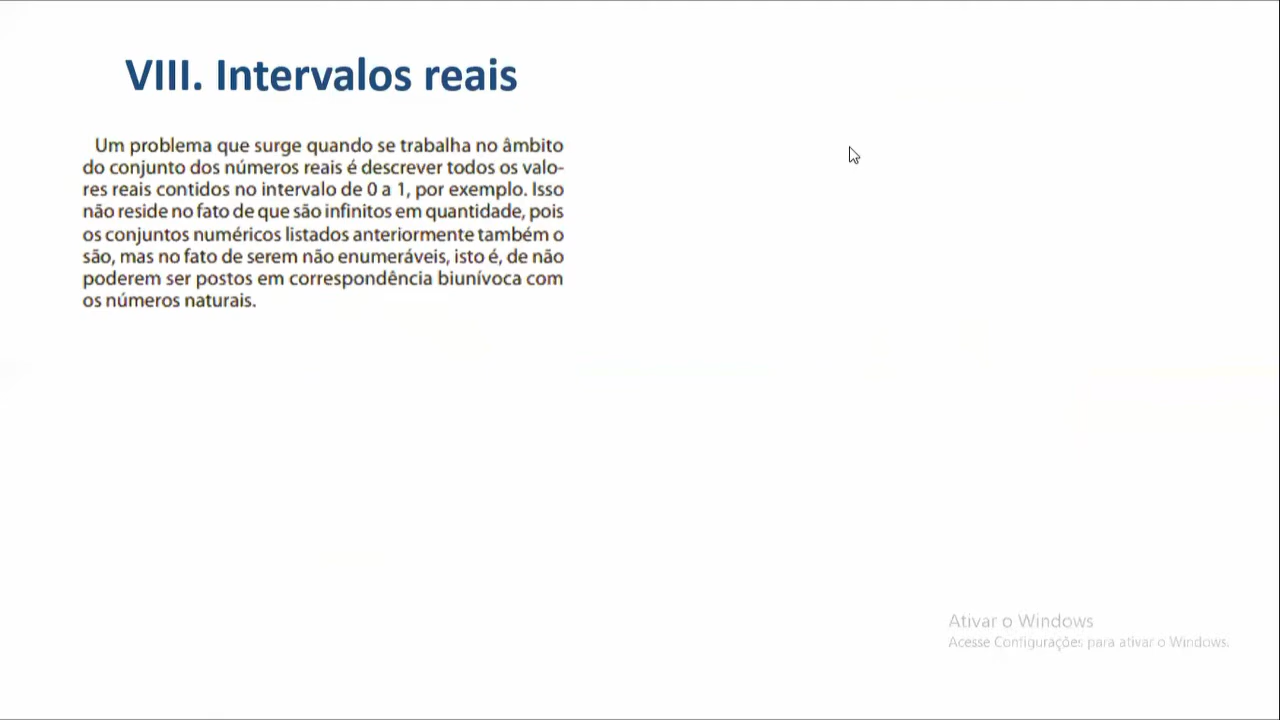 VIII. Intervalos reais
Um problema que surge quando se trabalha no âmbito
do conjunto dos números reais é descrever todos os valo-
res reais contidos no intervalo de 0 a 1, por exemplo. Isso
não reside no fato de que são infinitos em quantidade, pois
os conjuntos numéricos listados anteriormente também o
são, mas no fato de serem não enumeráveis, isto é, de não
poderem ser postos em correspondência biunívoca com
os números naturais.
Ativar o Windows
Acesse Configurações para ativar o Windows.